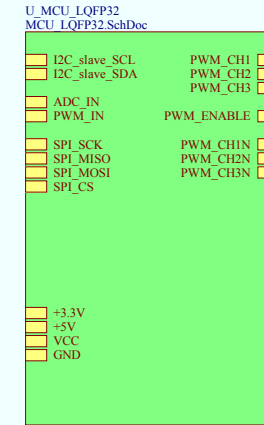 U_MCU_LQFP32
MCU_LQFP32.SchDoc
I2C_slave_SCL PWM_CH1
I2C_slave_SDA PWM_CH2
PWM_CH3
ADC_IN
PWM_IN PWM_ENABLE
SPI_SCK PWM_CH1N
SPI_MISO PWM_CH2N
SPI_MOSI PWM_CH3N
SPI_CS
+3.3V
+5V
VCC
GND